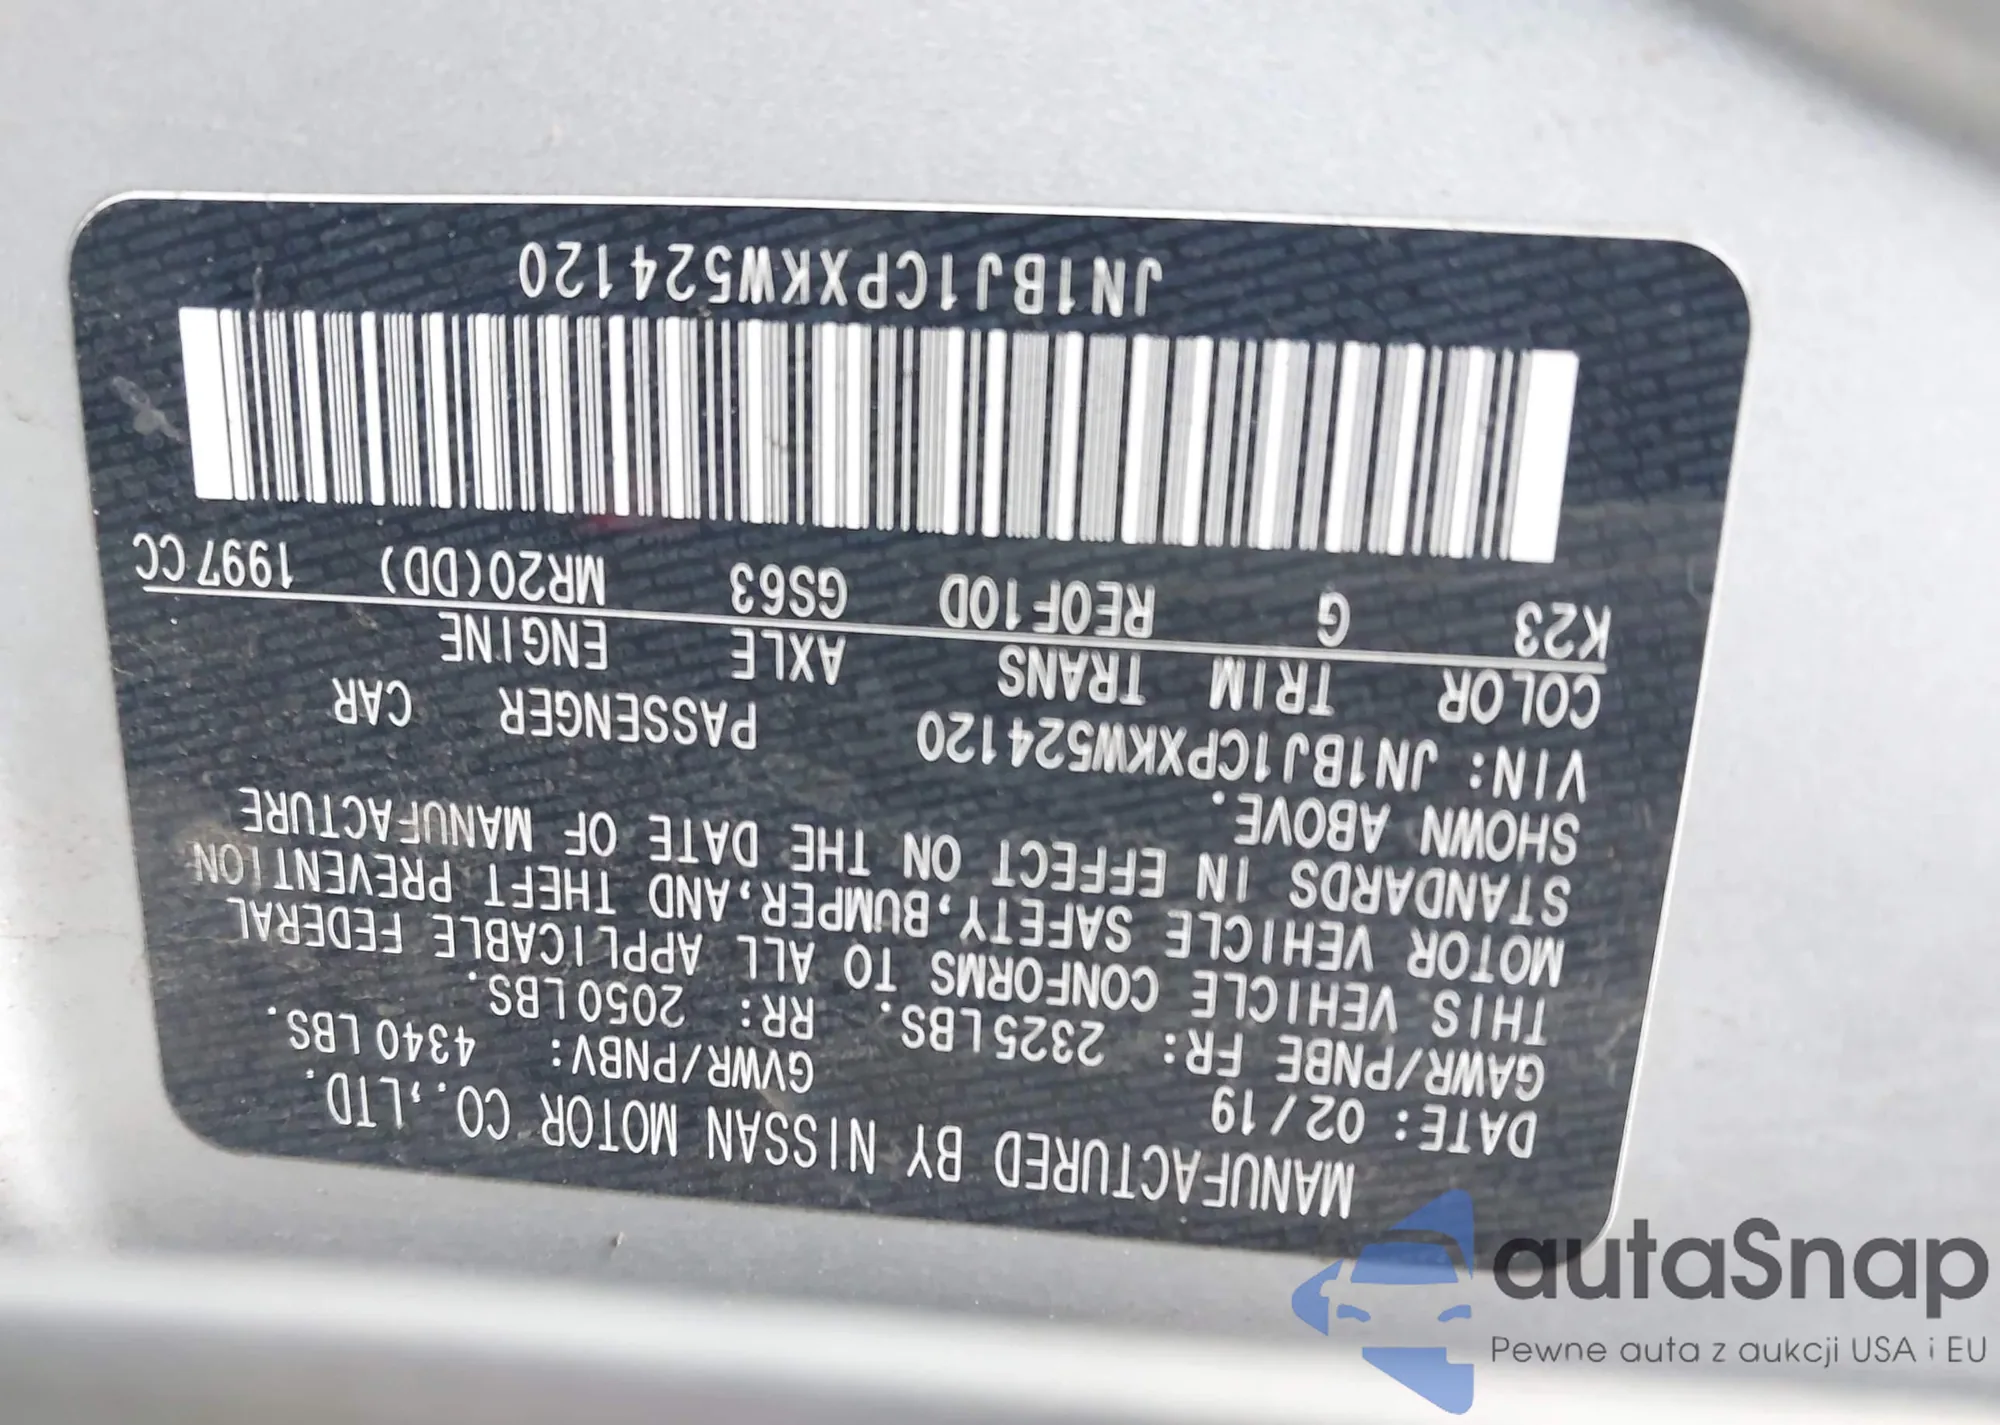 MANUFACTURED BY NISSAN MOTOR CO.,LTD.
DATE: 02/19 GVWR/PNBV: 4340LBS.
GAWR/PNBE FR: 2325LBS. RR: 2050LBS.
THIS VEHICLE CONFORMS TO ALL APPLICABLE FEDERAL
MOTOR VEHICLE SAFETY,BUMPER,AND THEFT PREVENTION
STANDARDS IN EFFECT ON THE DATE OF MANUFACTURE
SHOWN ABOVE.
VIN: JN1BJ1CPXKW524120 PASSENGER CAR
COLOR TRIM TRANS AXLE ENGINE
K23 G RE0F10D GS63 MR20(DD) 1997CC
JN1BJ1CPXKW524120
autaSnap
Pewne auta z aukcji USA i EU